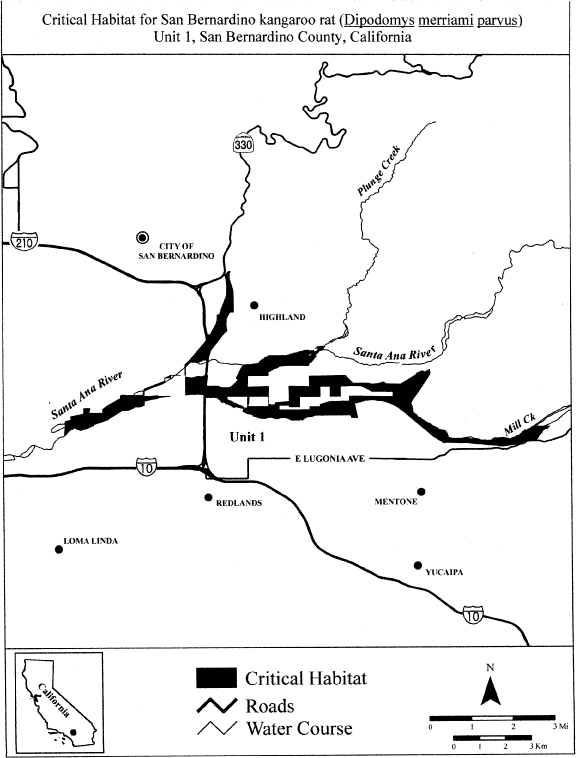 Critical Habitat for San Bernardino kangaroo rat (Dipodomys merriami parvus)
Unit 1, San Bernardino County, California
330
Plunge Creek
210
CITY OF
SAN BERNARDINO
HIGHLAND
Santa Ana River
Santa Ana River
Mill Ck
Unit 1
E LUGONIA AVE
10
REDLANDS
MENTONE
LOMA LINDA
YUCAIPA
10
California
Critical Habitat
Roads
Water Course
N
0 1 2 3 Mi
0 1 2 3 Km